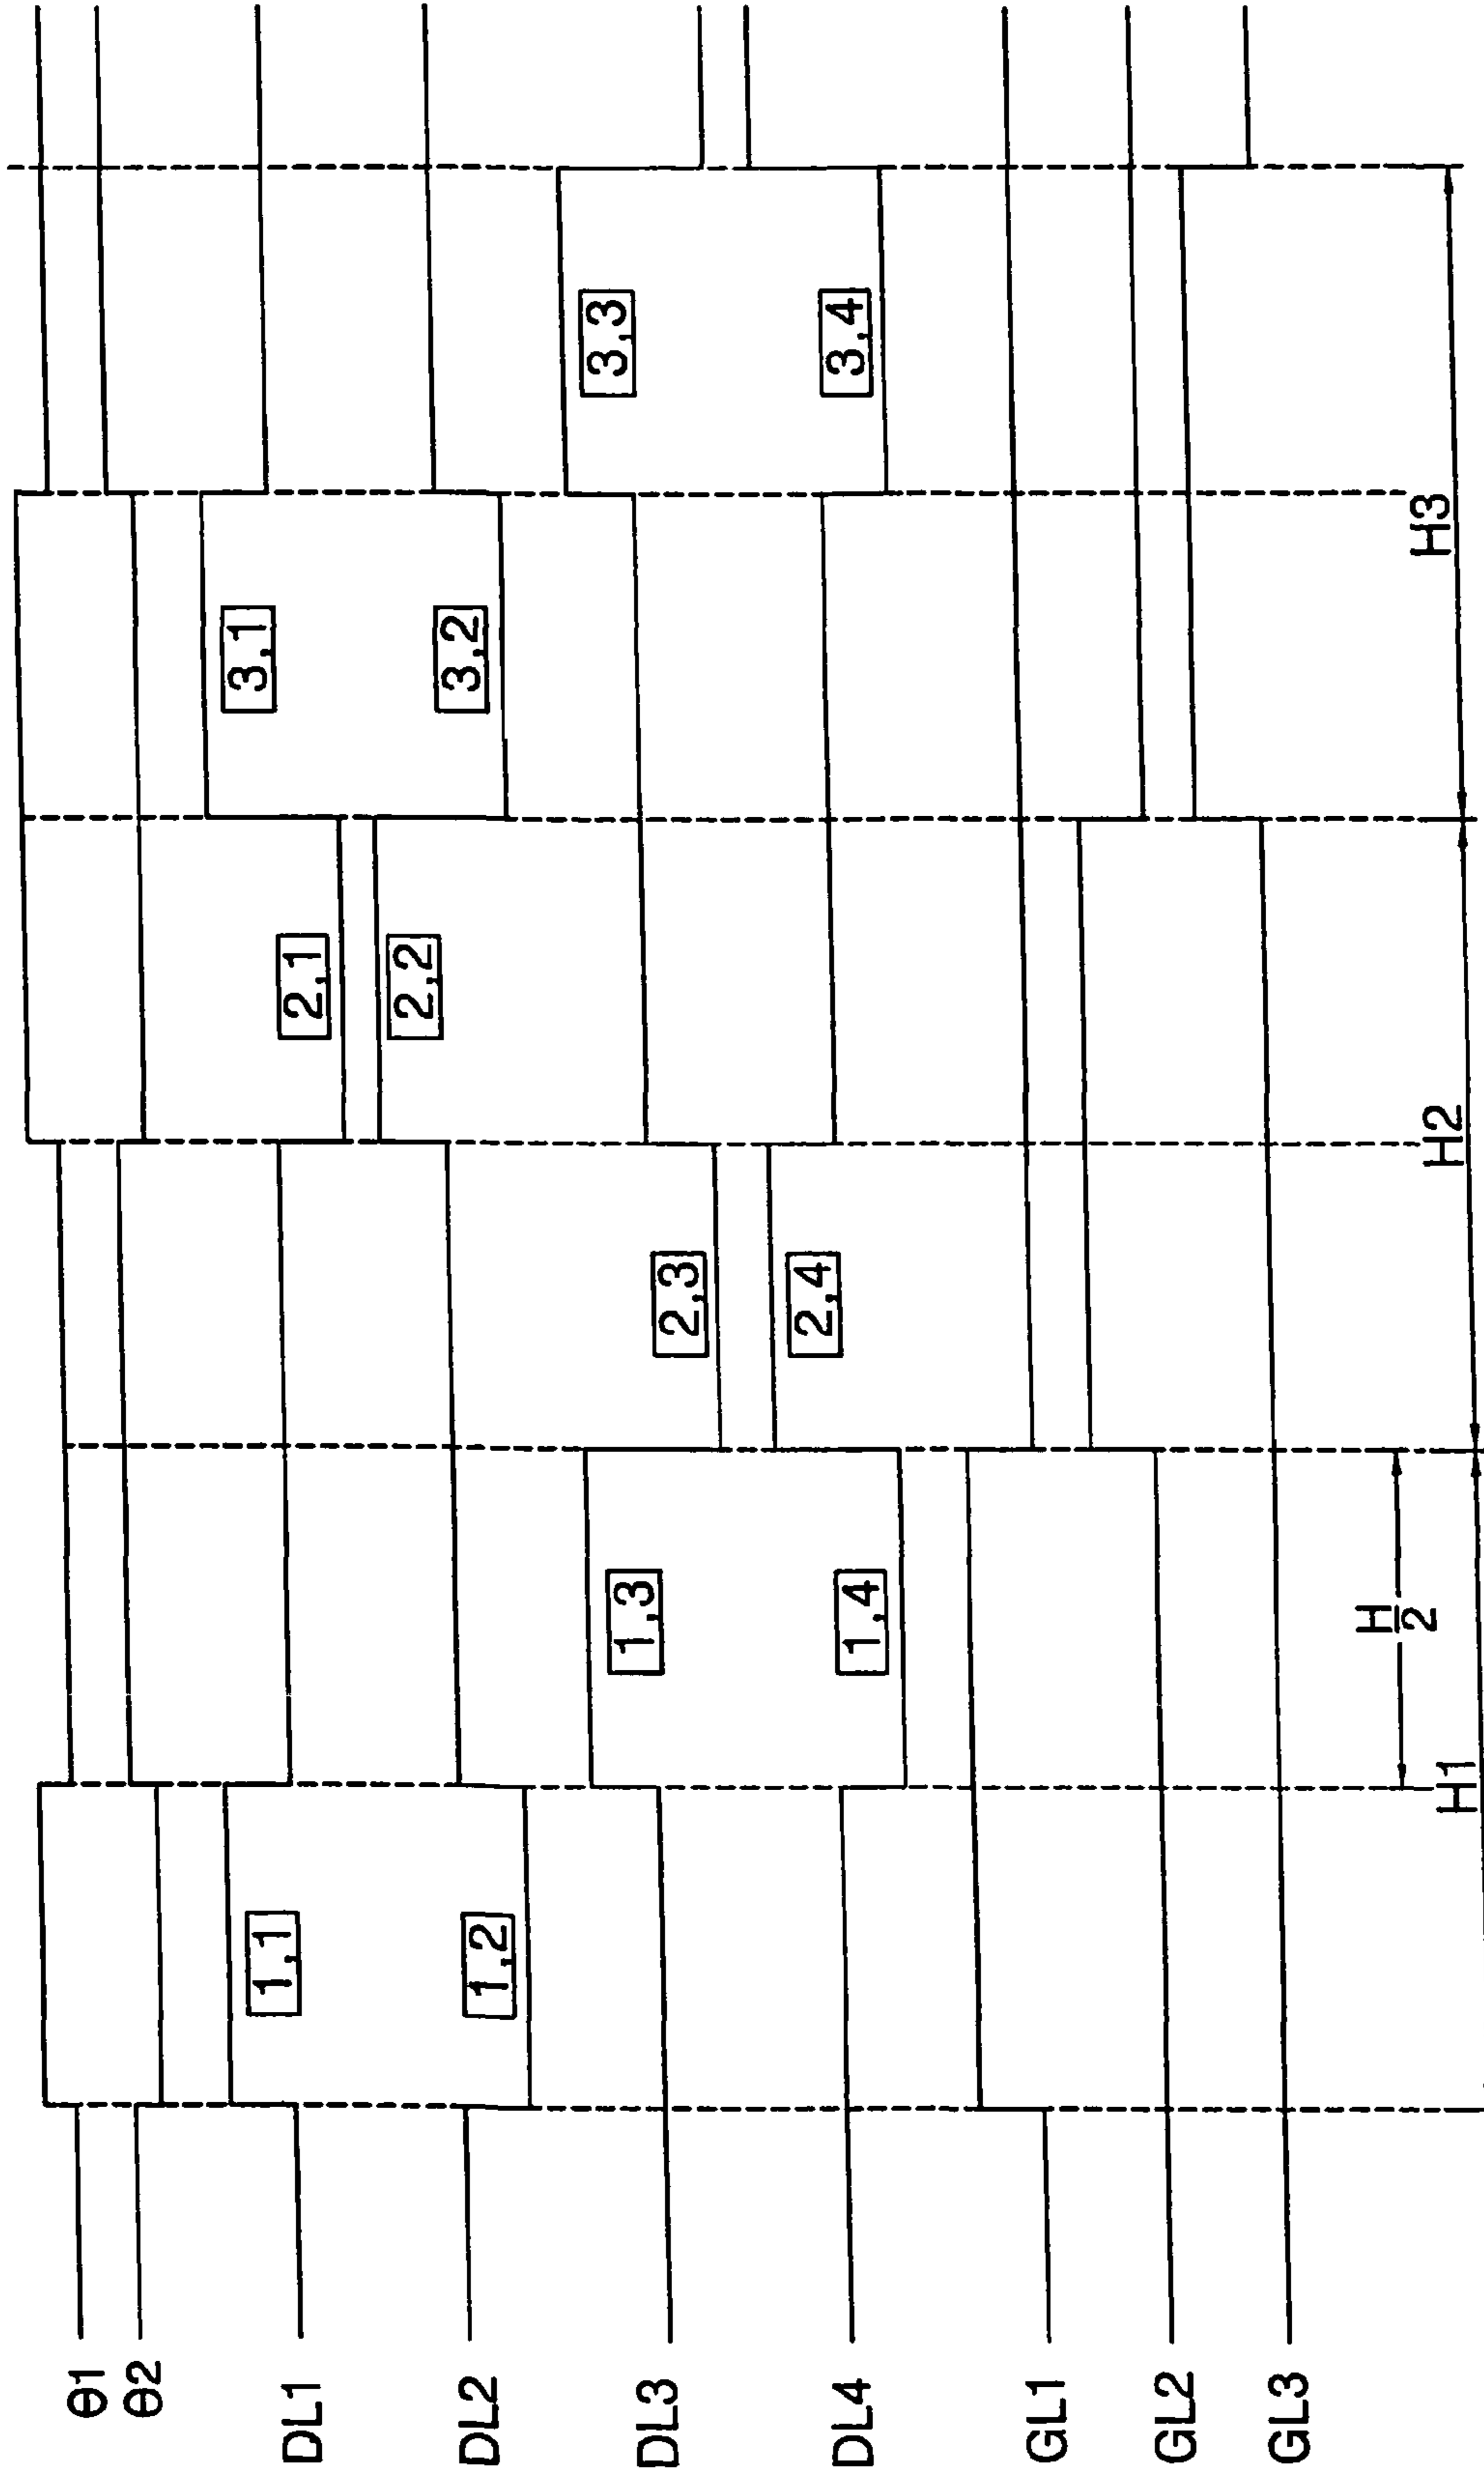 θ1
θ2
DL1
DL2
DL3
DL4
GL1
GL2
GL3
1,1
1,2
1,3
1,4
2,3
2,4
2,1
2,2
3,1
3,2
3,3
3,4
H/2
H1
H2
H3